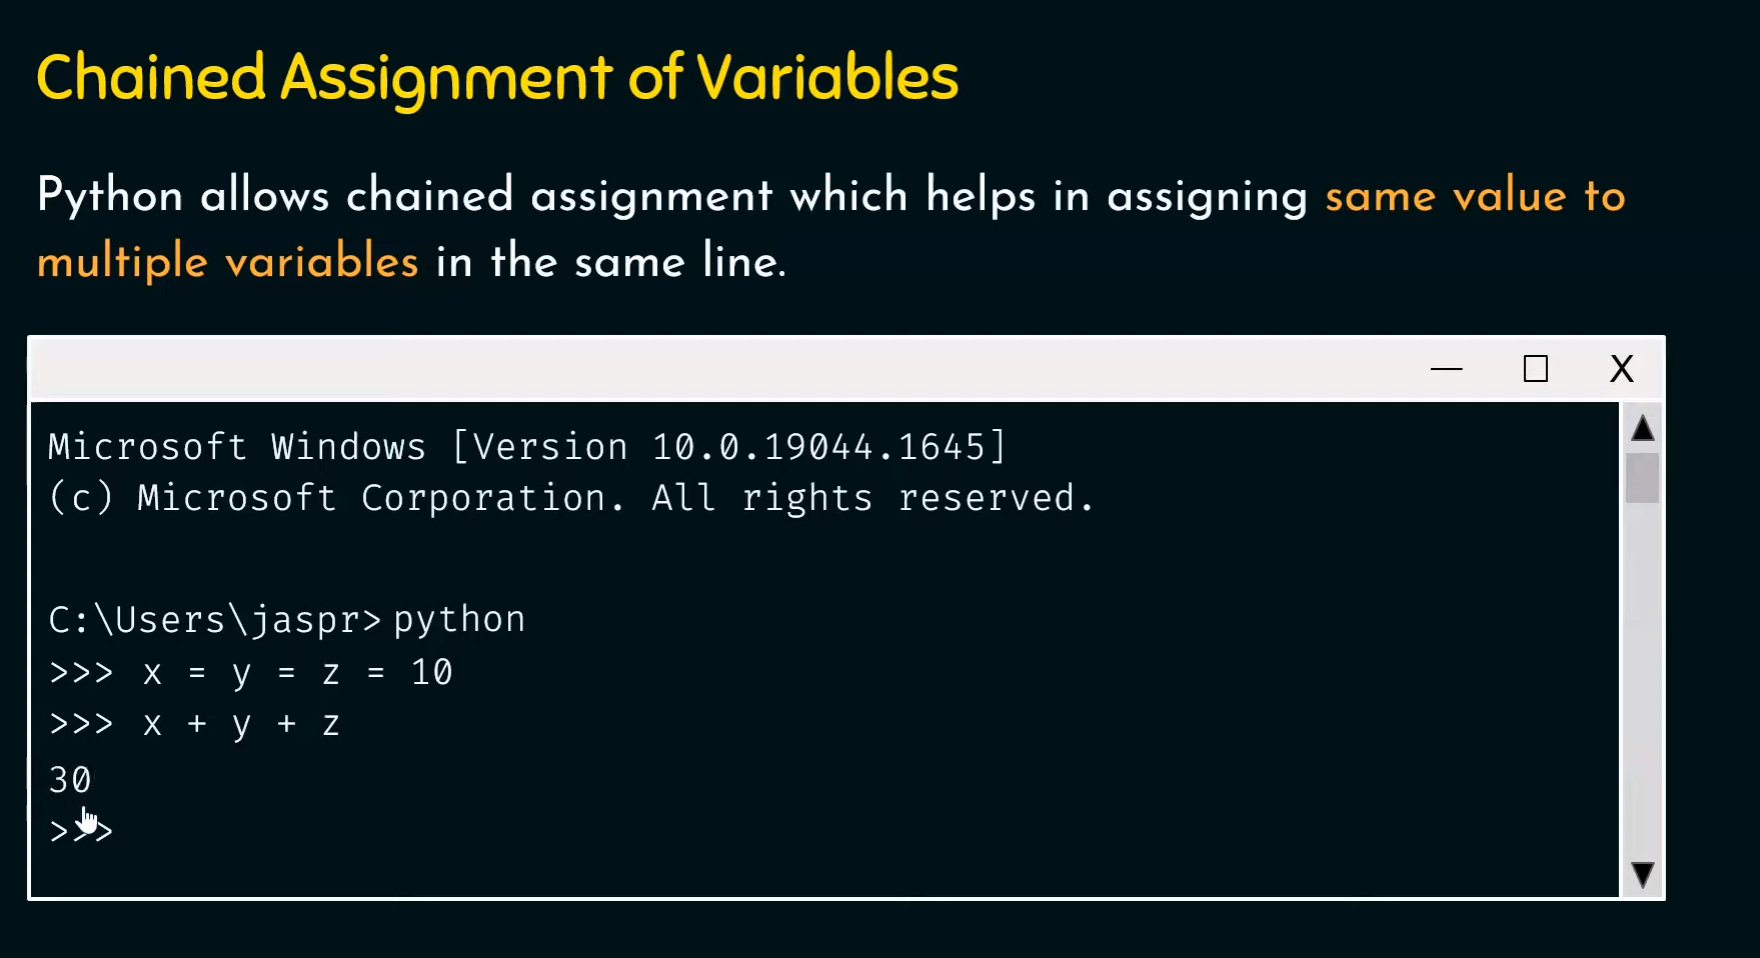 Chained Assignment of Variables
Python allows chained assignment which helps in assigning same value to
multiple variables in the same line.
X
Microsoft Windows [Version 10.0.19044.1645]
(c) Microsoft Corporation. All rights reserved.
C:\Users\jaspr> python
>>> x = y = z = 10
>>> x + y + z
30
>>>